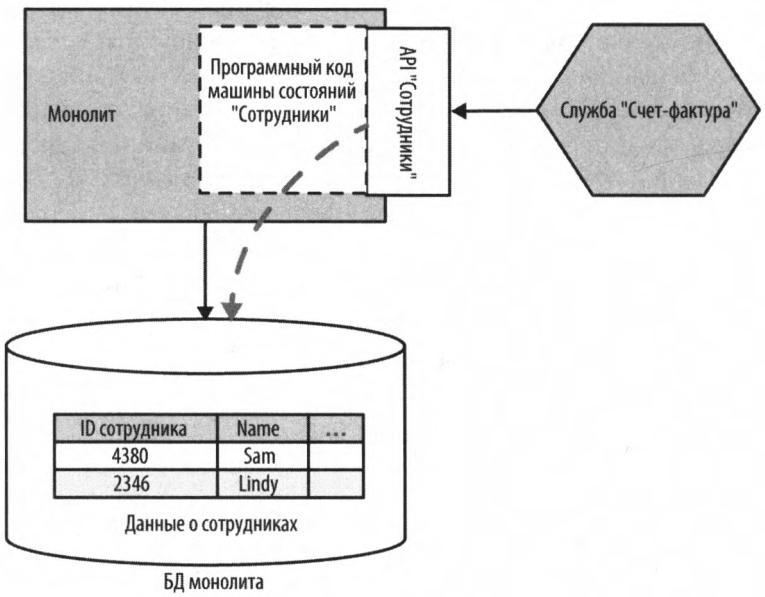 Монолит
Программный код
машины состояний
"Сотрудники"
API "Сотрудники"
Служба "Счет-фактура"
ID сотрудника Name ...
4380 Sam
2346 Lindy
Данные о сотрудниках
БД монолита